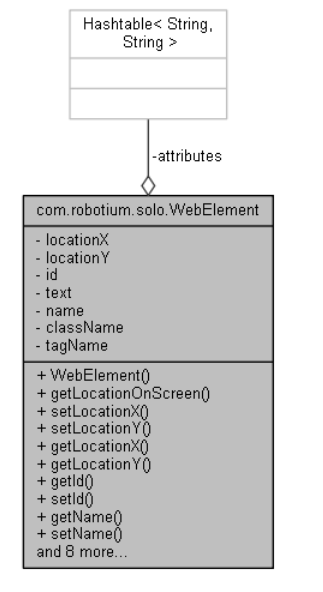 Hashtable< String,
String >
-attributes
com.robotium.solo.WebElement
- locationX
- locationY
- id
- text
- name
- className
- tagName
+ WebElement()
+ getLocationOnScreen()
+ setLocationX()
+ setLocationY()
+ getLocationX()
+ getLocationY()
+ getId()
+ setId()
+ getName()
+ setName()
and 8 more...